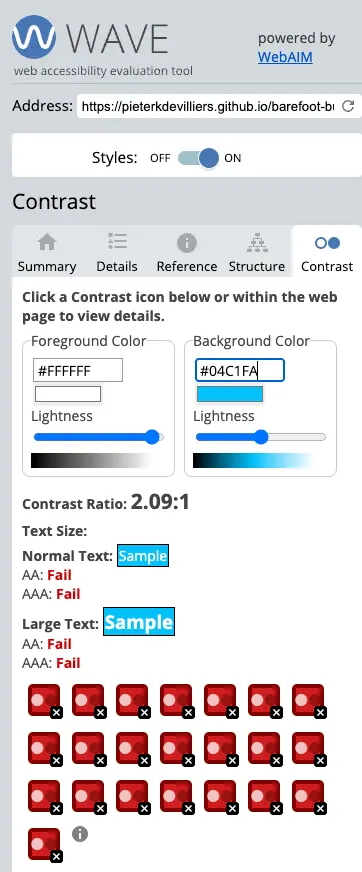 WAVE
powered by
WebAIM
web accessibility evaluation tool
Address: https://pieterkdevilliers.github.io/barefoot-bu
Styles: OFF ON
Contrast
Summary Details Reference Structure Contrast
Click a Contrast icon below or within the web
page to view details.
Foreground Color Background Color
#FFFFFF #04C1FA
Lightness Lightness
Contrast Ratio: 2.09:1
Text Size:
Normal Text: Sample
AA: Fail
AAA: Fail
Large Text: Sample
AA: Fail
AAA: Fail